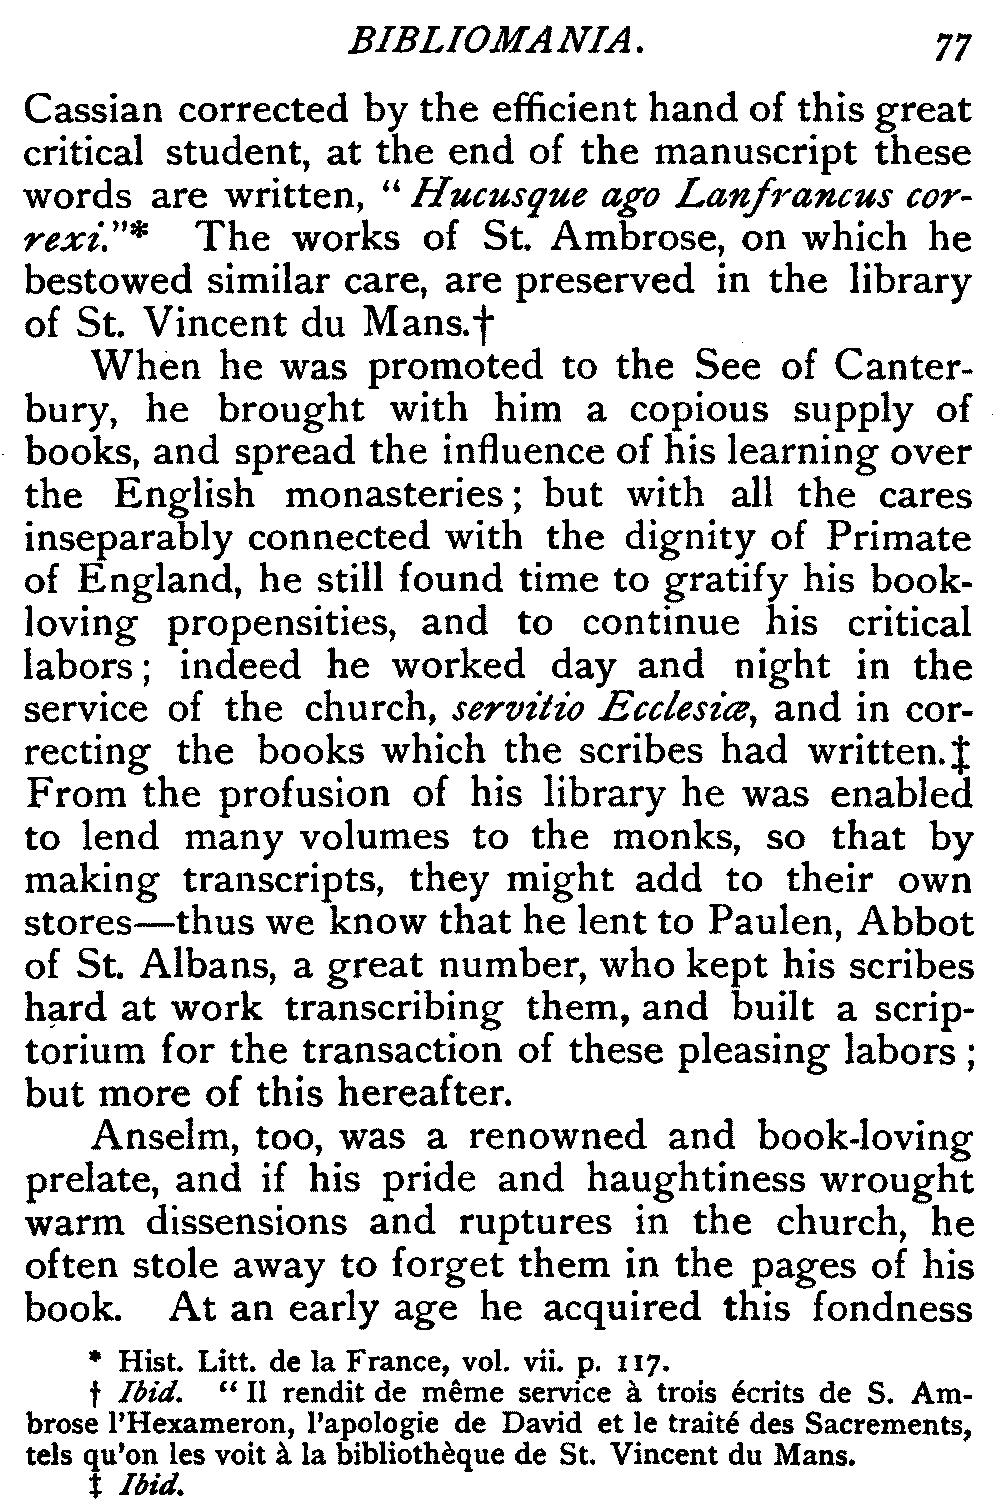 BIBLIOMANIA. 77
Cassian corrected by the efficient hand of this great
critical student, at the end of the manuscript these
words are written, “ Hucusque ago Lanfrancus cor-
rexi.”* The works of St. Ambrose, on which he
bestowed similar care, are preserved in the library
of St. Vincent du Mans.†
When he was promoted to the See of Canter-
bury, he brought with him a copious supply of
books, and spread the influence of his learning over
the English monasteries ; but with all the cares
inseparably connected with the dignity of Primate
of England, he still found time to gratify his book-
loving propensities, and to continue his critical
labors ; indeed he worked day and night in the
service of the church, servitio Ecclesiæ, and in cor-
recting the books which the scribes had written.‡
From the profusion of his library he was enabled
to lend many volumes to the monks, so that by
making transcripts, they might add to their own
stores—thus we know that he lent to Paulen, Abbot
of St. Albans, a great number, who kept his scribes
hard at work transcribing them, and built a scrip-
torium for the transaction of these pleasing labors ;
but more of this hereafter.
Anselm, too, was a renowned and book-loving
prelate, and if his pride and haughtiness wrought
warm dissensions and ruptures in the church, he
often stole away to forget them in the pages of his
book. At an early age he acquired this fondness
* Hist. Litt. de la France, vol. vii. p. 117.
† Ibid. “ Il rendit de même service à trois écrits de S. Am-
brose l’Hexameron, l’apologie de David et le traité des Sacrements,
tels qu’on les voit à la bibliothèque de St. Vincent du Mans.
‡ Ibid.